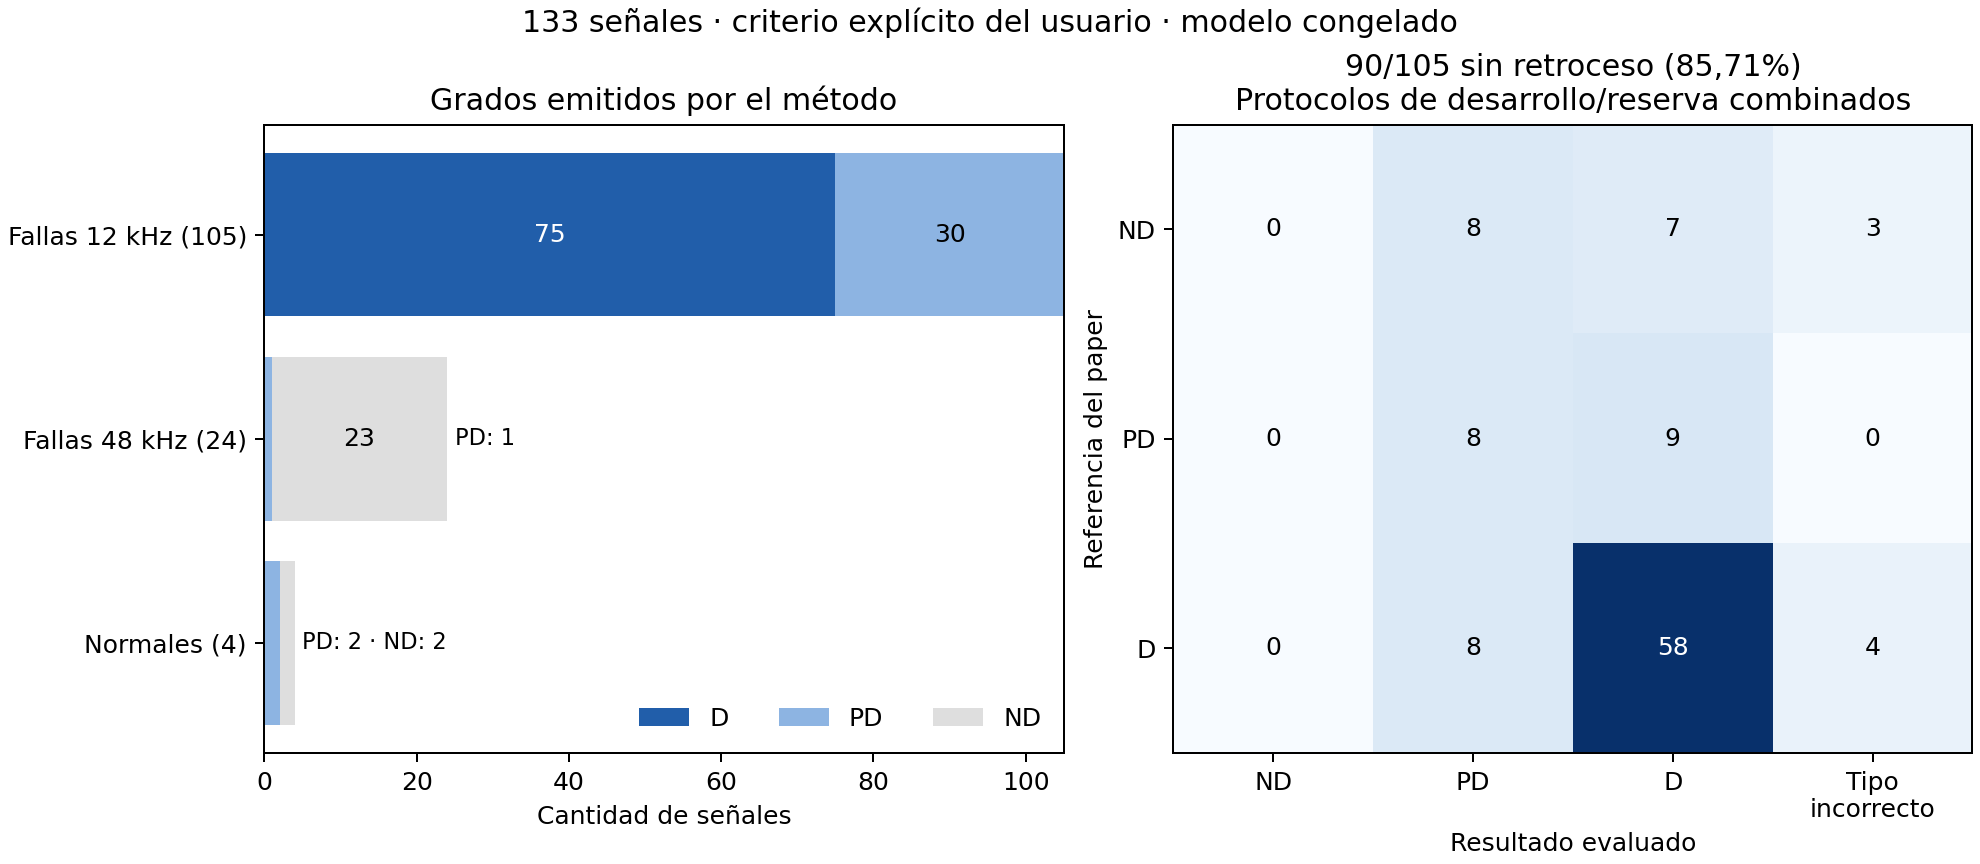 133 señales · criterio explícito del usuario · modelo congelado
Grados emitidos por el método
Fallas 12 kHz (105)
75
30
Fallas 48 kHz (24)
23
PD: 1
Normales (4)
PD: 2 · ND: 2
D
PD
ND
0
20
40
60
80
100
Cantidad de señales
90/105 sin retroceso (85,71%)
Protocolos de desarrollo/reserva combinados
Referencia del paper
ND
0
8
7
3
PD
0
8
9
0
D
0
8
58
4
ND
PD
D
Tipo
incorrecto
Resultado evaluado